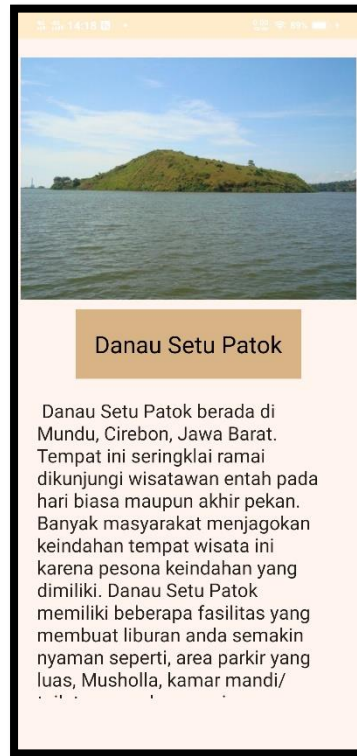 14:18
Danau Setu Patok
Danau Setu Patok berada di
Mundu, Cirebon, Jawa Barat.
Tempat ini seringklai ramai
dikunjungi wisatawan entah pada
hari biasa maupun akhir pekan.
Banyak masyarakat menjagokan
keindahan tempat wisata ini
karena pesona keindahan yang
dimiliki. Danau Setu Patok
memiliki beberapa fasilitas yang
membuat liburan anda semakin
nyaman seperti, area parkir yang
luas, Musholla, kamar mandi/